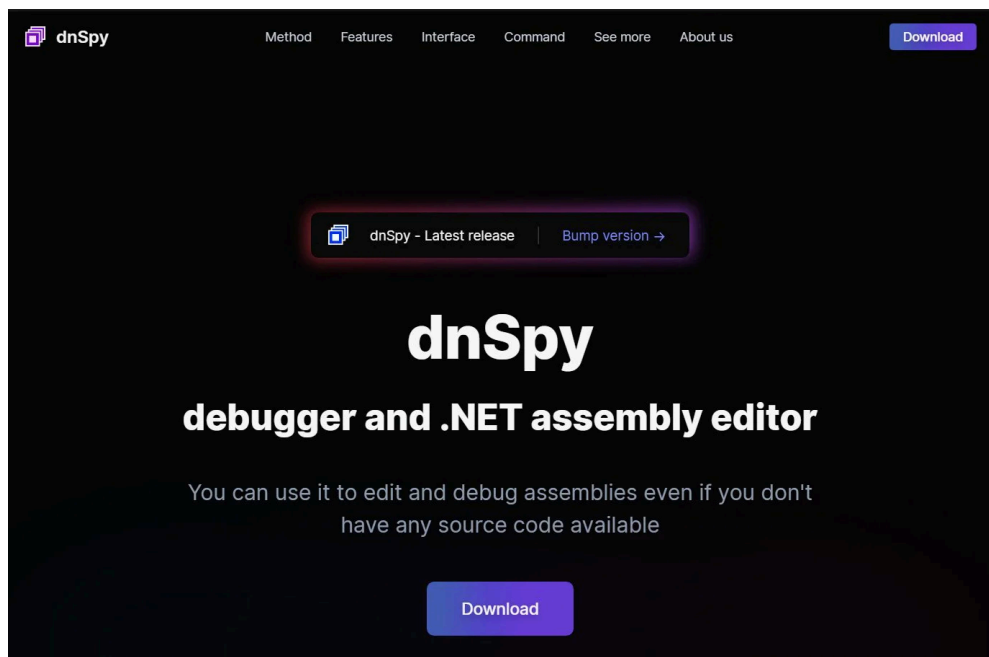 dnSpy
Method Features Interface Command See more About us
Download
dnSpy - Latest release
Bump version →
dnSpy
debugger and .NET assembly editor
You can use it to edit and debug assemblies even if you don't
have any source code available
Download